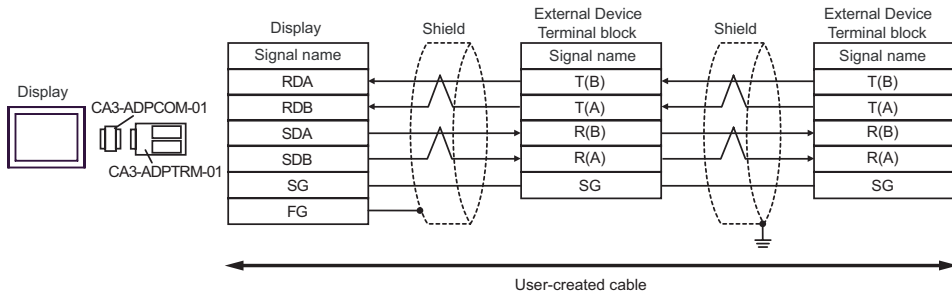 Display
CA3-ADPCOM-01
CA3-ADPTRM-01
Display
Shield
External Device
Terminal block
Shield
External Device
Terminal block
Signal name
Signal name
Signal name
RDA
T(B)
T(B)
RDB
T(A)
T(A)
SDA
R(B)
R(B)
SDB
R(A)
R(A)
SG
SG
SG
FG
User-created cable